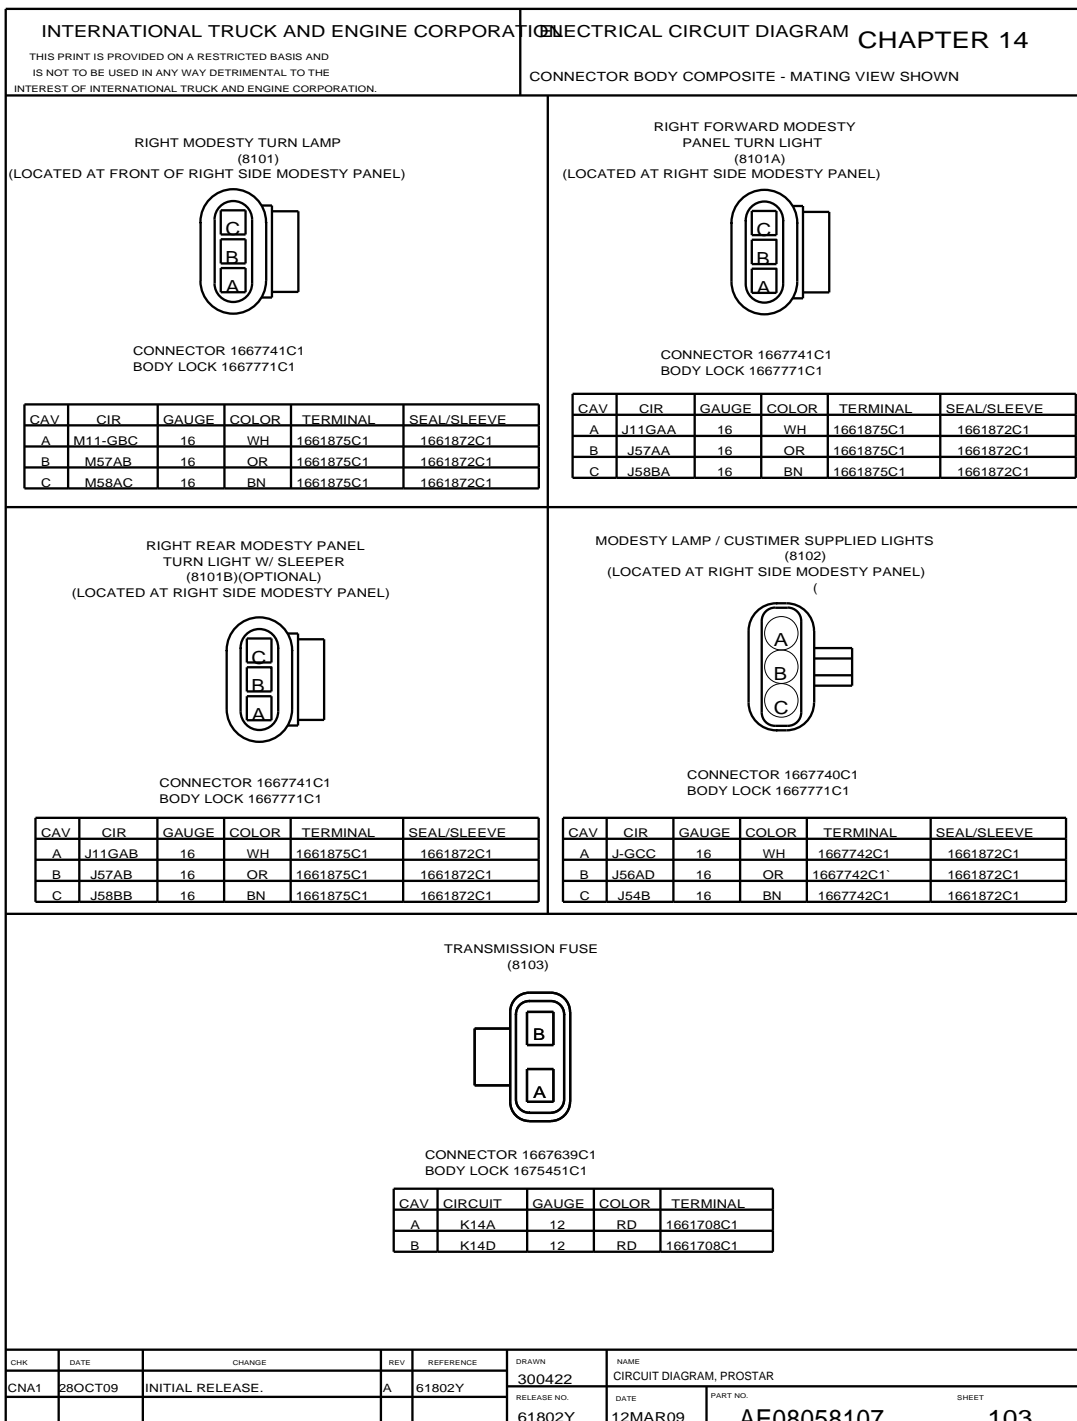 INTERNATIONAL TRUCK AND ENGINE CORPORATION
THIS PRINT IS PROVIDED ON A RESTRICTED BASIS AND
IS NOT TO BE USED IN ANY WAY DETRIMENTAL TO THE
INTEREST OF INTERNATIONAL TRUCK AND ENGINE CORPORATION.
ELECTRICAL CIRCUIT DIAGRAM
CHAPTER 14
CONNECTOR BODY COMPOSITE - MATING VIEW SHOWN
RIGHT MODESTY TURN LAMP
(8101)
(LOCATED AT FRONT OF RIGHT SIDE MODESTY PANEL)
C
B
A
CONNECTOR 1667741C1
BODY LOCK 1667771C1
CAV CIR GAUGE COLOR TERMINAL SEAL/SLEEVE
A M11-GBC 16 WH 1661875C1 1661872C1
B M57AB 16 OR 1661875C1 1661872C1
C M58AC 16 BN 1661875C1 1661872C1
RIGHT FORWARD MODESTY
PANEL TURN LIGHT
(8101A)
(LOCATED AT RIGHT SIDE MODESTY PANEL)
C
B
A
CONNECTOR 1667741C1
BODY LOCK 1667771C1
CAV CIR GAUGE COLOR TERMINAL SEAL/SLEEVE
A J11GAA 16 WH 1661875C1 1661872C1
B J57AA 16 OR 1661875C1 1661872C1
C J58BA 16 BN 1661875C1 1661872C1
RIGHT REAR MODESTY PANEL
TURN LIGHT W/ SLEEPER
(8101B)(OPTIONAL)
(LOCATED AT RIGHT SIDE MODESTY PANEL)
C
B
A
CONNECTOR 1667741C1
BODY LOCK 1667771C1
CAV CIR GAUGE COLOR TERMINAL SEAL/SLEEVE
A J11GAB 16 WH 1661875C1 1661872C1
B J57AB 16 OR 1661875C1 1661872C1
C J58BB 16 BN 1661875C1 1661872C1
MODESTY LAMP / CUSTIMER SUPPLIED LIGHTS
(8102)
(LOCATED AT RIGHT SIDE MODESTY PANEL)
(
A
B
C
CONNECTOR 1667740C1
BODY LOCK 1667771C1
CAV CIR GAUGE COLOR TERMINAL SEAL/SLEEVE
A J-GCC 16 WH 1667742C1 1661872C1
B J56AD 16 OR 1667742C1` 1661872C1
C J54B 16 BN 1667742C1 1661872C1
TRANSMISSION FUSE
(8103)
B
A
CONNECTOR 1667639C1
BODY LOCK 1675451C1
CAV CIRCUIT GAUGE COLOR TERMINAL
A K14A 12 RD 1661708C1
B K14D 12 RD 1661708C1
CHK DATE CHANGE REV REFERENCE
CNA1 28OCT09 INITIAL RELEASE. A 61802Y
DRAWN
300422
NAME
CIRCUIT DIAGRAM, PROSTAR
RELEASE NO.
61802Y
DATE
12MAR09
PART NO.
AE08058107
SHEET
103